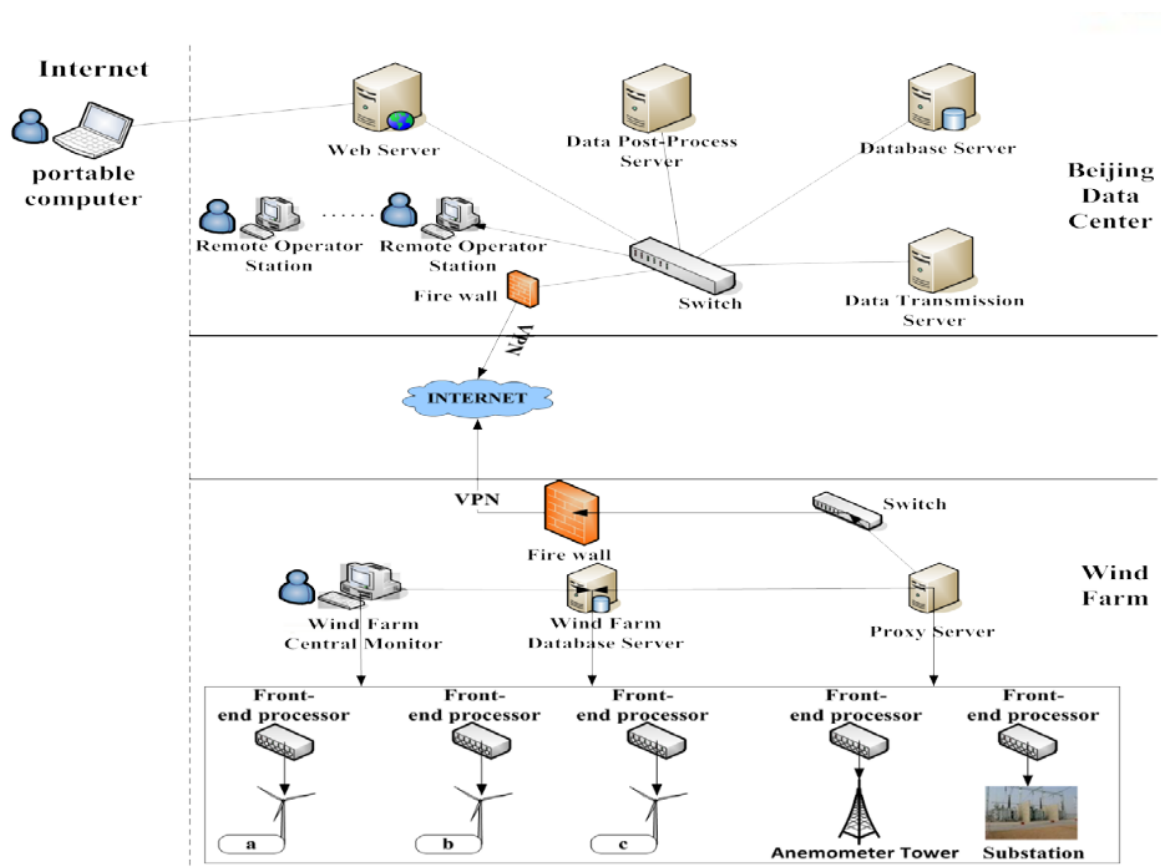 Internet
portable
computer
Web Server
Data Post-Process
Server
Database Server
Beijing
Data
Center
Remote Operator
Station
Remote Operator
Station
Fire wall
Switch
Data Transmission
Server
VPN
INTERNET
VPN
Fire wall
Switch
Wind Farm
Central Monitor
Wind Farm
Database Server
Proxy Server
Wind
Farm
Front-
end processor
Front-
end processor
Front-
end processor
Front-
end processor
Front-
end processor
a
b
c
Anemometer Tower
Substation